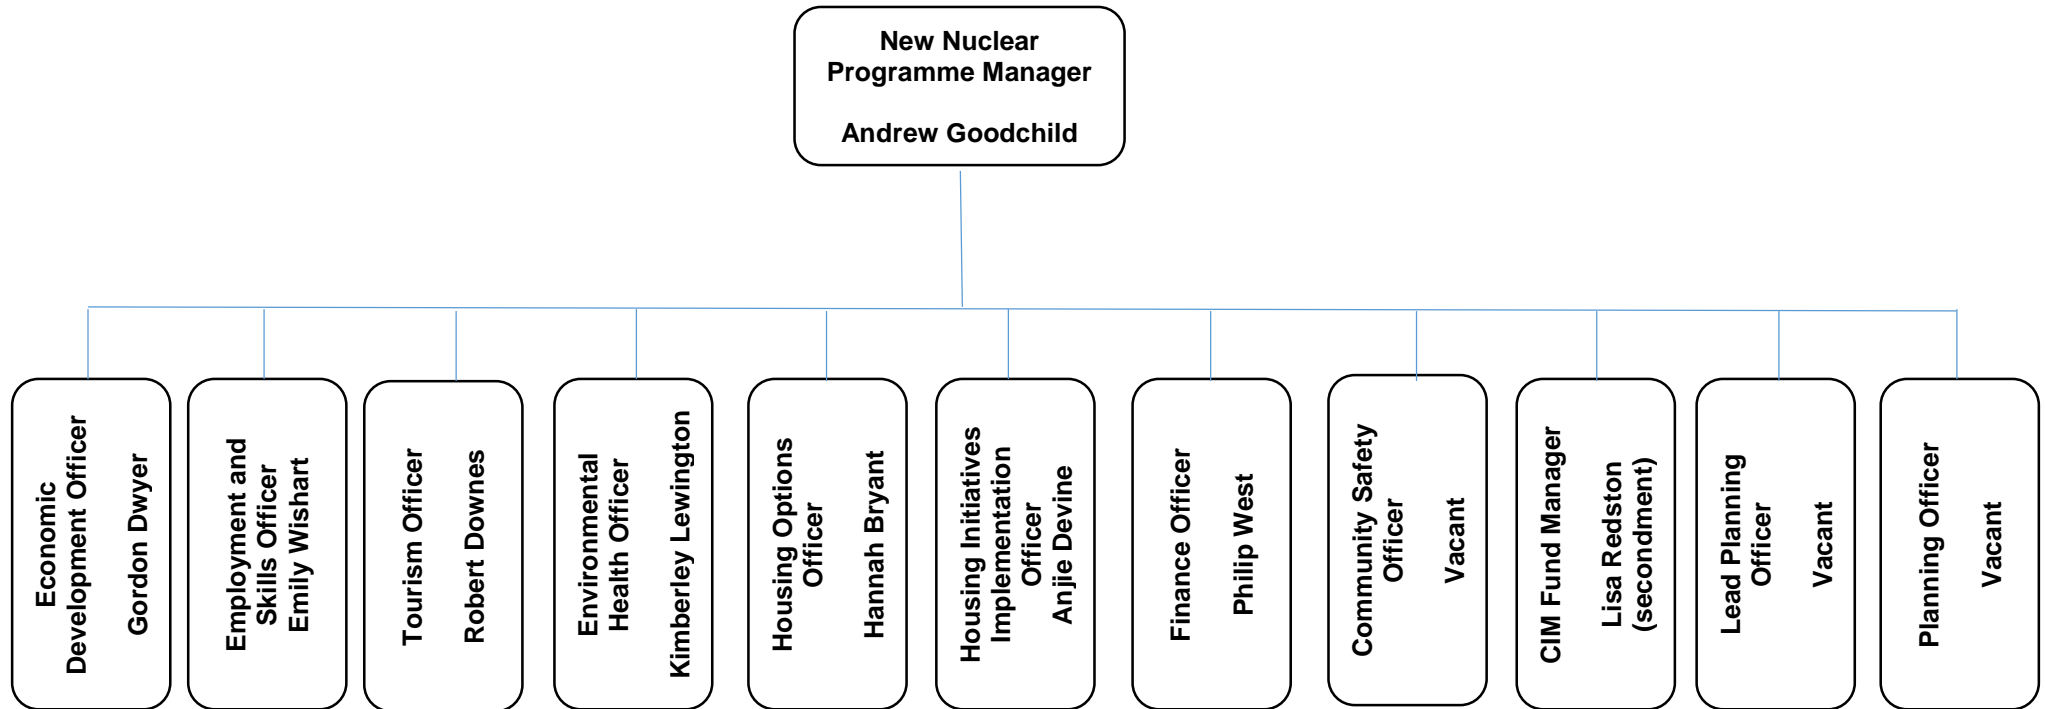 New Nuclear
Programme Manager
Andrew Goodchild
Economic
Development Officer
Gordon Dwyer
Employment and
Skills Officer
Emily Wishart
Tourism Officer
Robert Downes
Environmental
Health Officer
Kimberley Lewington
Housing Options
Officer
Hannah Bryant
Housing Initiatives
Implementation
Officer
Anjie Devine
Finance Officer
Philip West
Community Safety
Officer
Vacant
CIM Fund Manager
Lisa Redston
(secondment)
Lead Planning
Officer
Vacant
Planning Officer
Vacant